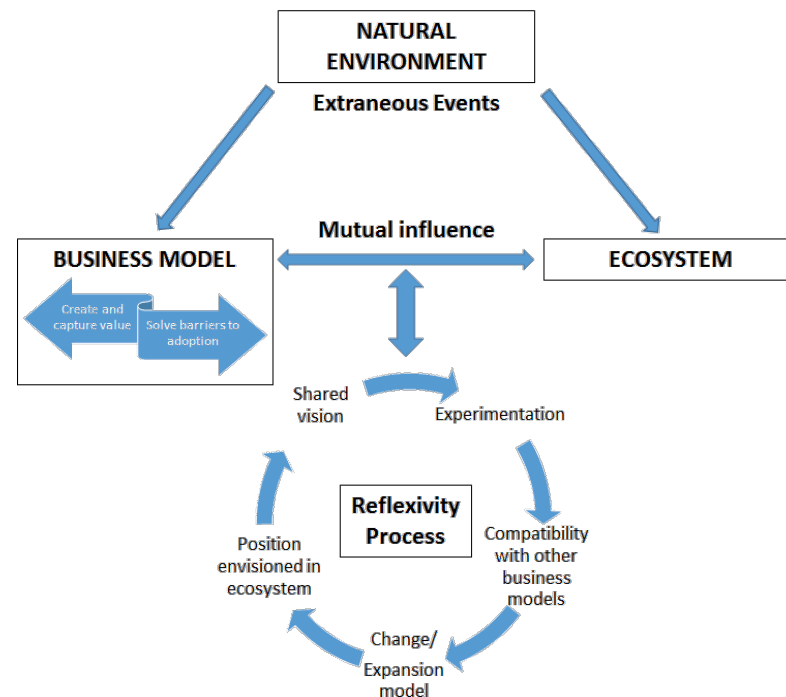 NATURAL
ENVIRONMENT
Extraneous Events
Mutual influence
BUSINESS MODEL
ECOSYSTEM
Create and
capture value
Solve barriers to
adoption
Shared
vision
Experimentation
Reflexivity
Process
Compatibility
with other
business
models
Change/
Expansion
model
Position
envisioned in
ecosystem